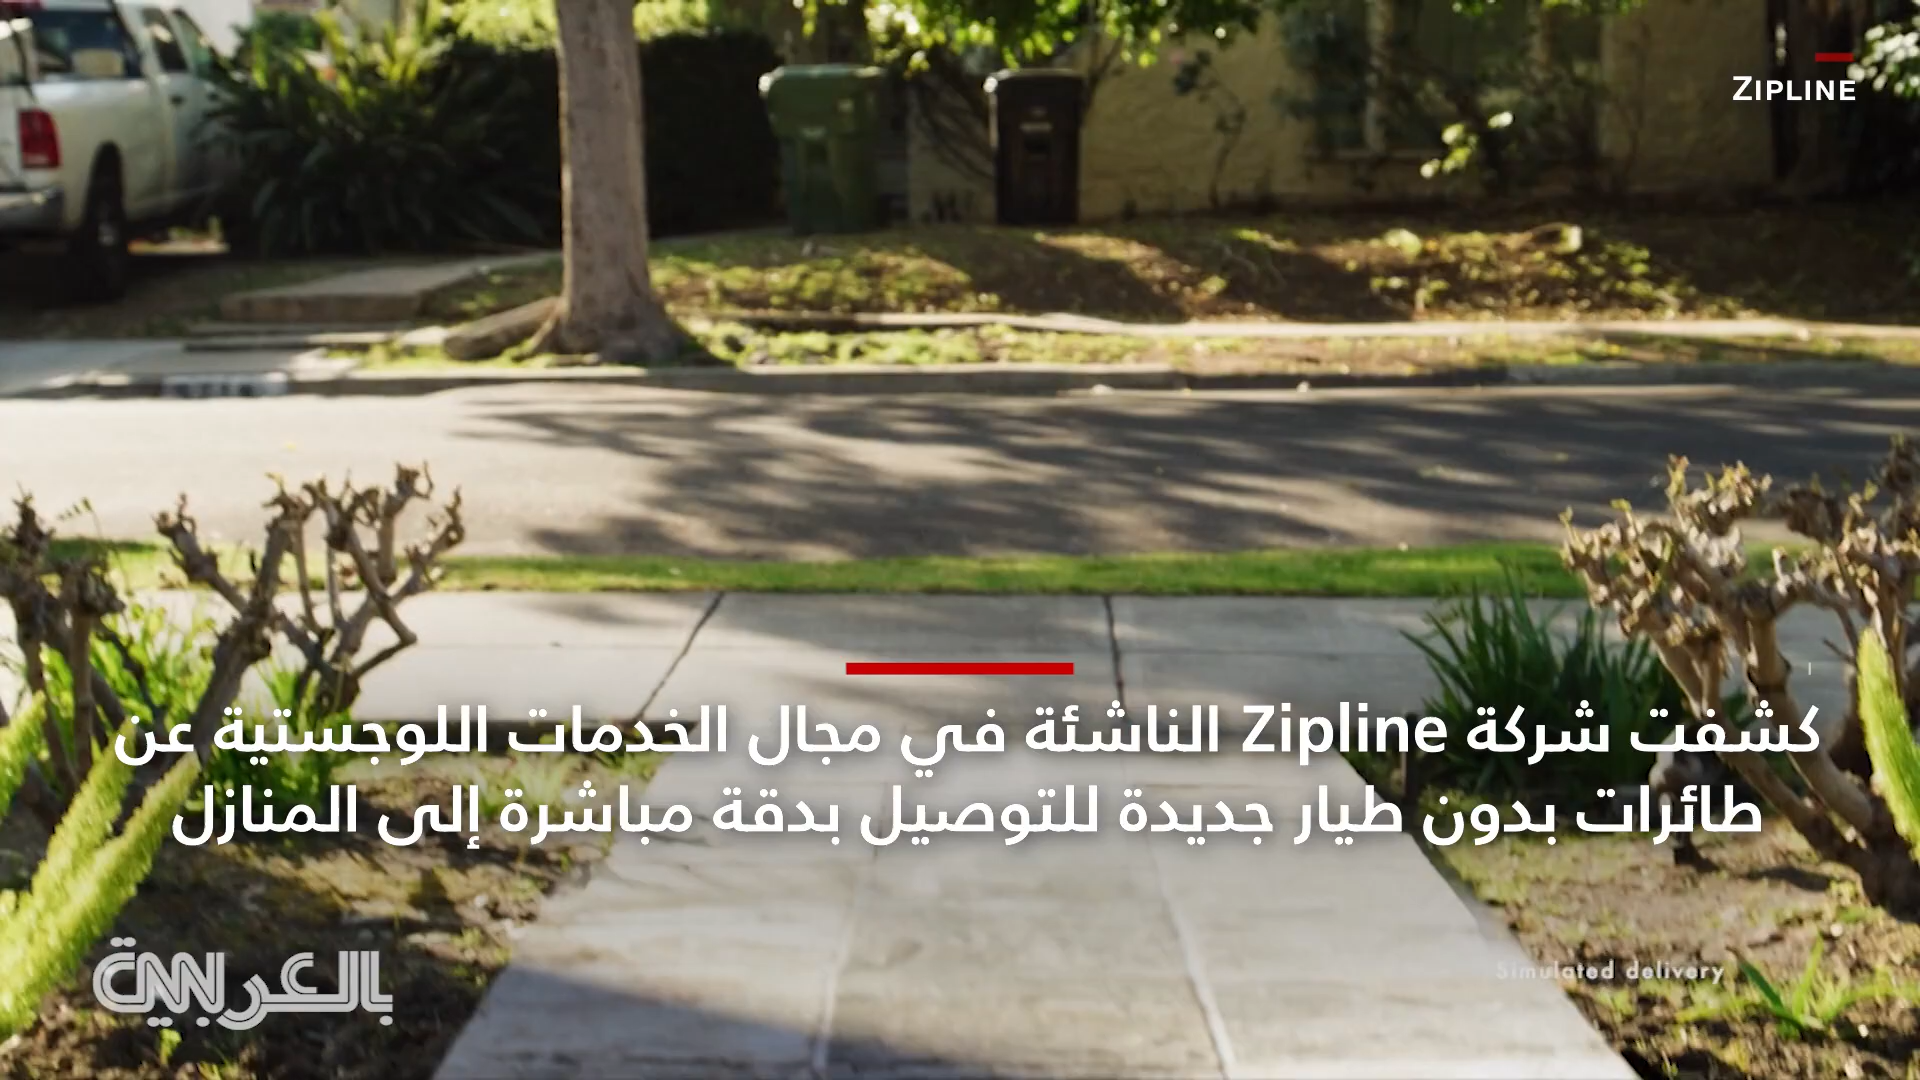 ZIPLINE
كشفت شركة Zipline الناشئة في مجال الخدمات اللوجستية عن
طائرات بدون طيار جديدة للتوصيل بدقة مباشرة إلى المنازل
Simulated delivery
CNN بالعربية